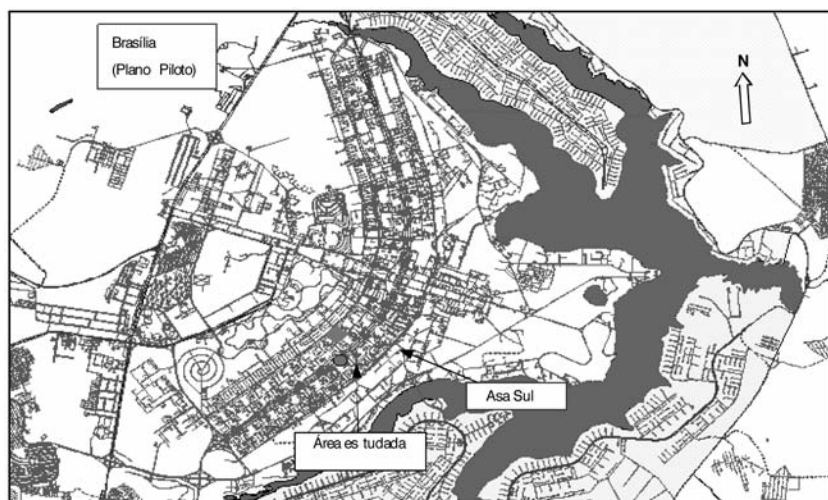 Brasília
(Plano Piloto)
N
Asa Sul
Área es tudada